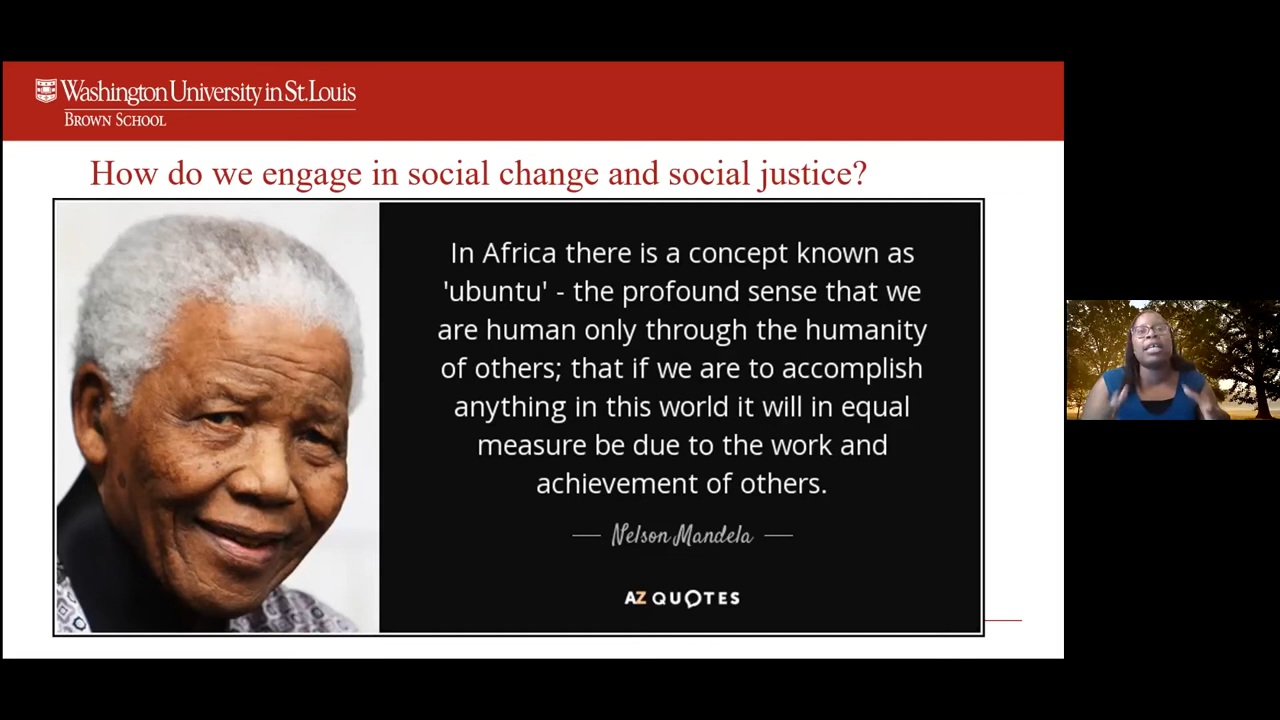 Washington University in St. Louis
BROWN SCHOOL
How do we engage in social change and social justice?
In Africa there is a concept known as
'ubuntu' - the profound sense that we
are human only through the humanity
of others; that if we are to accomplish
anything in this world it will in equal
measure be due to the work and
achievement of others.
Nelson Mandela
AZ QUOTES